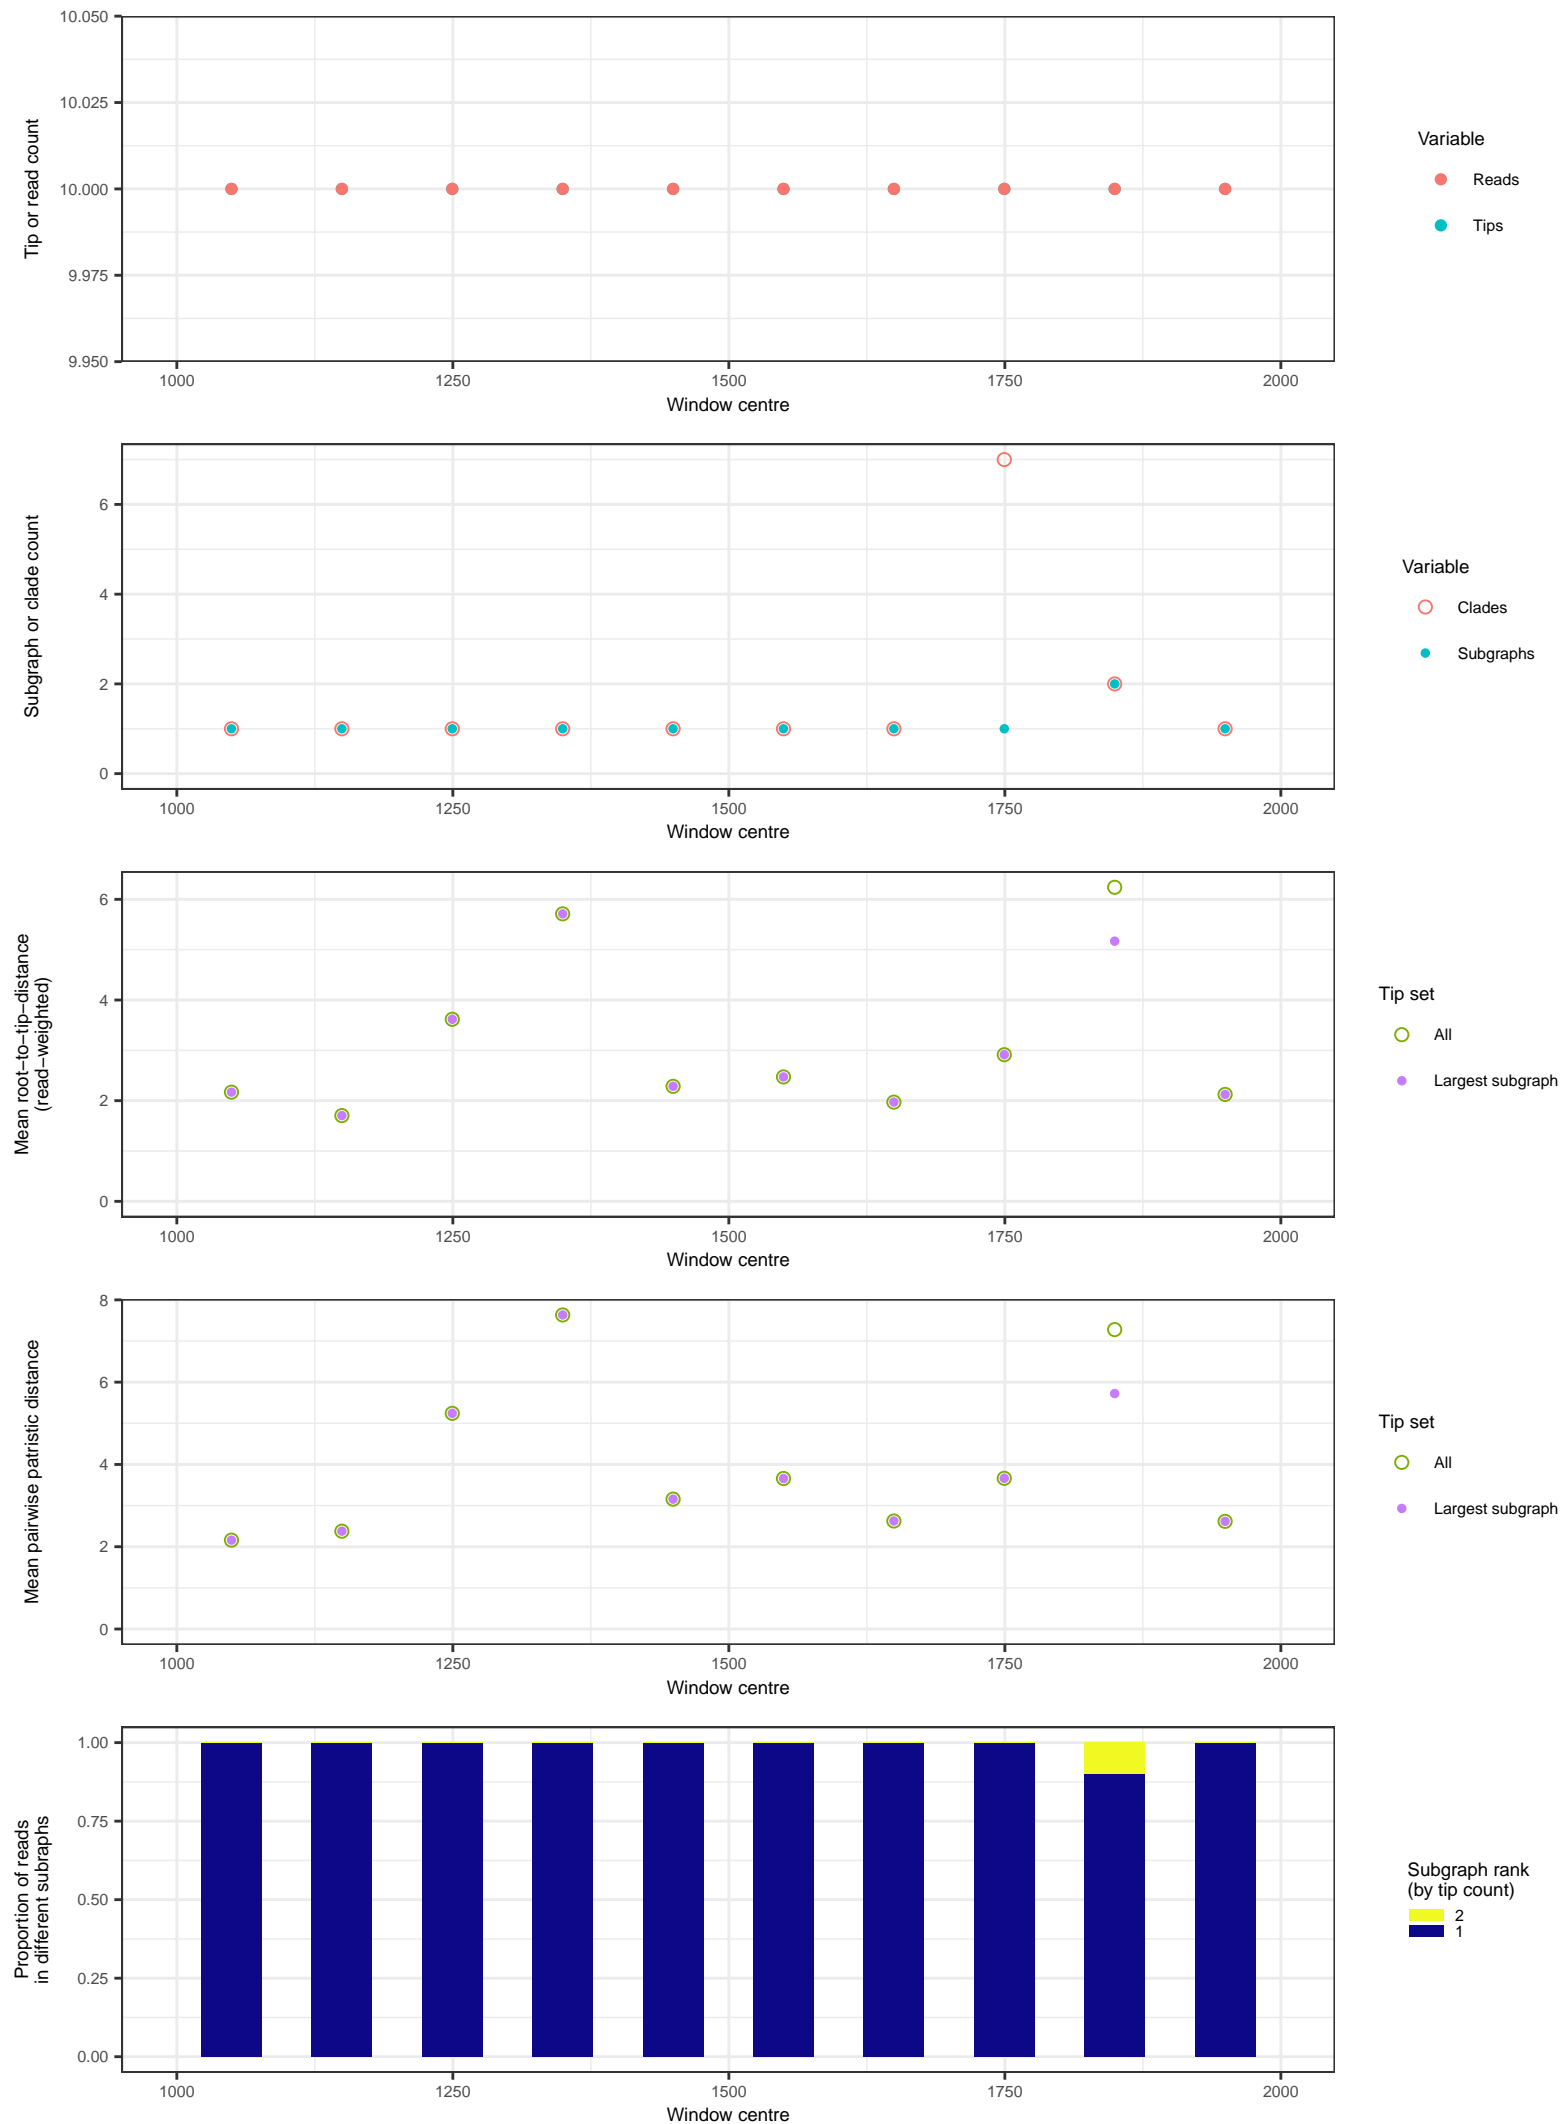 10.050
10.025
10.000
9.975
9.950
Tip or read count
1000 1250 1500 1750 2000
Window centre
Variable
Reads
Tips
6
4
2
0
Subgraph or clade count
1000 1250 1500 1750 2000
Window centre
Variable
Clades
Subgraphs
6
4
2
0
Mean root−to−tip−distance
(read−weighted)
1000 1250 1500 1750 2000
Window centre
Tip set
All
Largest subgraph
8
6
4
2
0
Mean pairwise patristic distance
1000 1250 1500 1750 2000
Window centre
Tip set
All
Largest subgraph
1.00
0.75
0.50
0.25
0.00
Proportion of reads
in different subraphs
1000 1250 1500 1750 2000
Window centre
Subgraph rank
(by tip count)
2
1